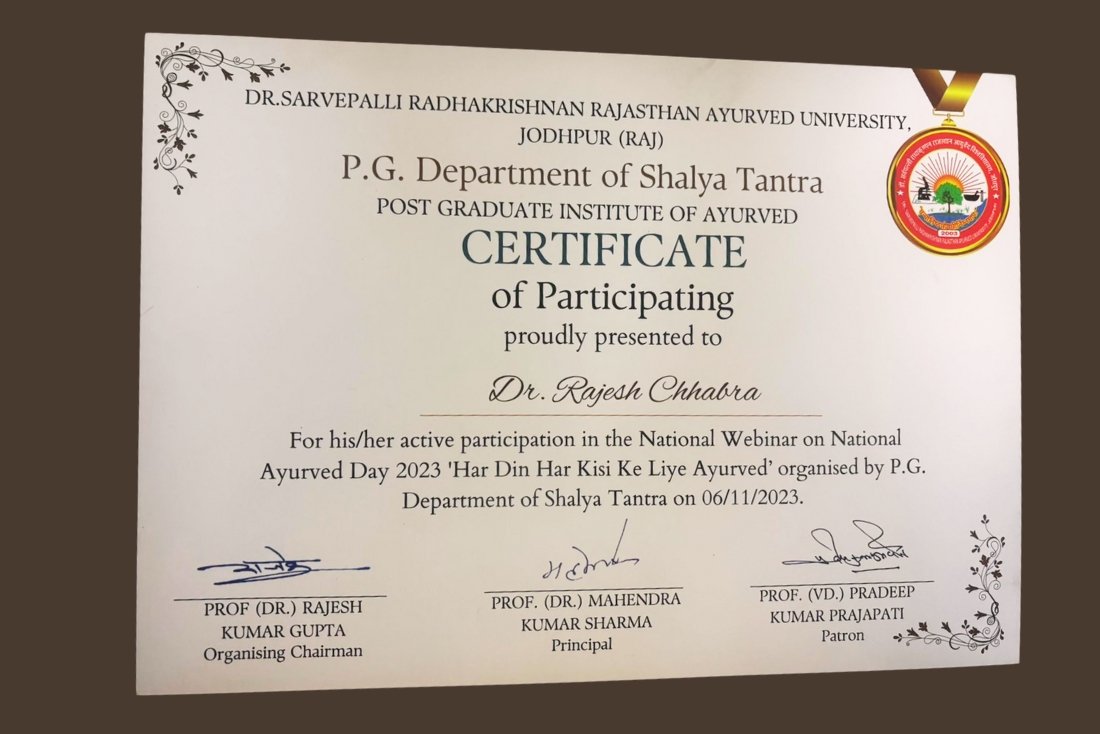 DR.SARVEPALLI RADHAKRISHNAN RAJASTHAN AYURVED UNIVERSITY,
JODHPUR (RAJ)
P.G. Department of Shalya Tantra
POST GRADUATE INSTITUTE OF AYURVED
CERTIFICATE
of Participating
proudly presented to
Dr. Rajesh Chhabra
For his/her active participation in the National Webinar on National
Ayurved Day 2023 'Har Din Har Kisi Ke Liye Ayurved’ organised by P.G.
Department of Shalya Tantra on 06/11/2023.
PROF (DR.) RAJESH
KUMAR GUPTA
Organising Chairman
PROF. (DR.) MAHENDRA
KUMAR SHARMA
Principal
PROF. (VD.) PRADEEP
KUMAR PRAJAPATI
Patron
2003